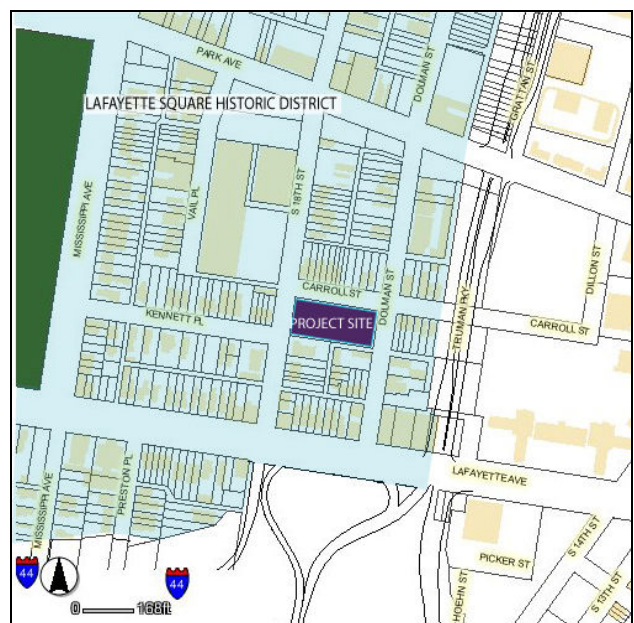 PARK AVE
DOLMAN ST
GRATTAN ST
LAFAYETTE SQUARE HISTORIC DISTRICT
MISSISSIPPI AVE
VAIL PL
S 18TH ST
DILLON ST
CARROLL ST
DOLMAN ST
TRUMAN PKY
KENNETT PL
PROJECT SITE
CARROLL ST
LAFAYETTE AVE
MISSISSIPPI AVE
PRESTON PL
S 14TH ST
PICKER ST
S 13TH ST
HOEHN ST
44
44
0 168ft